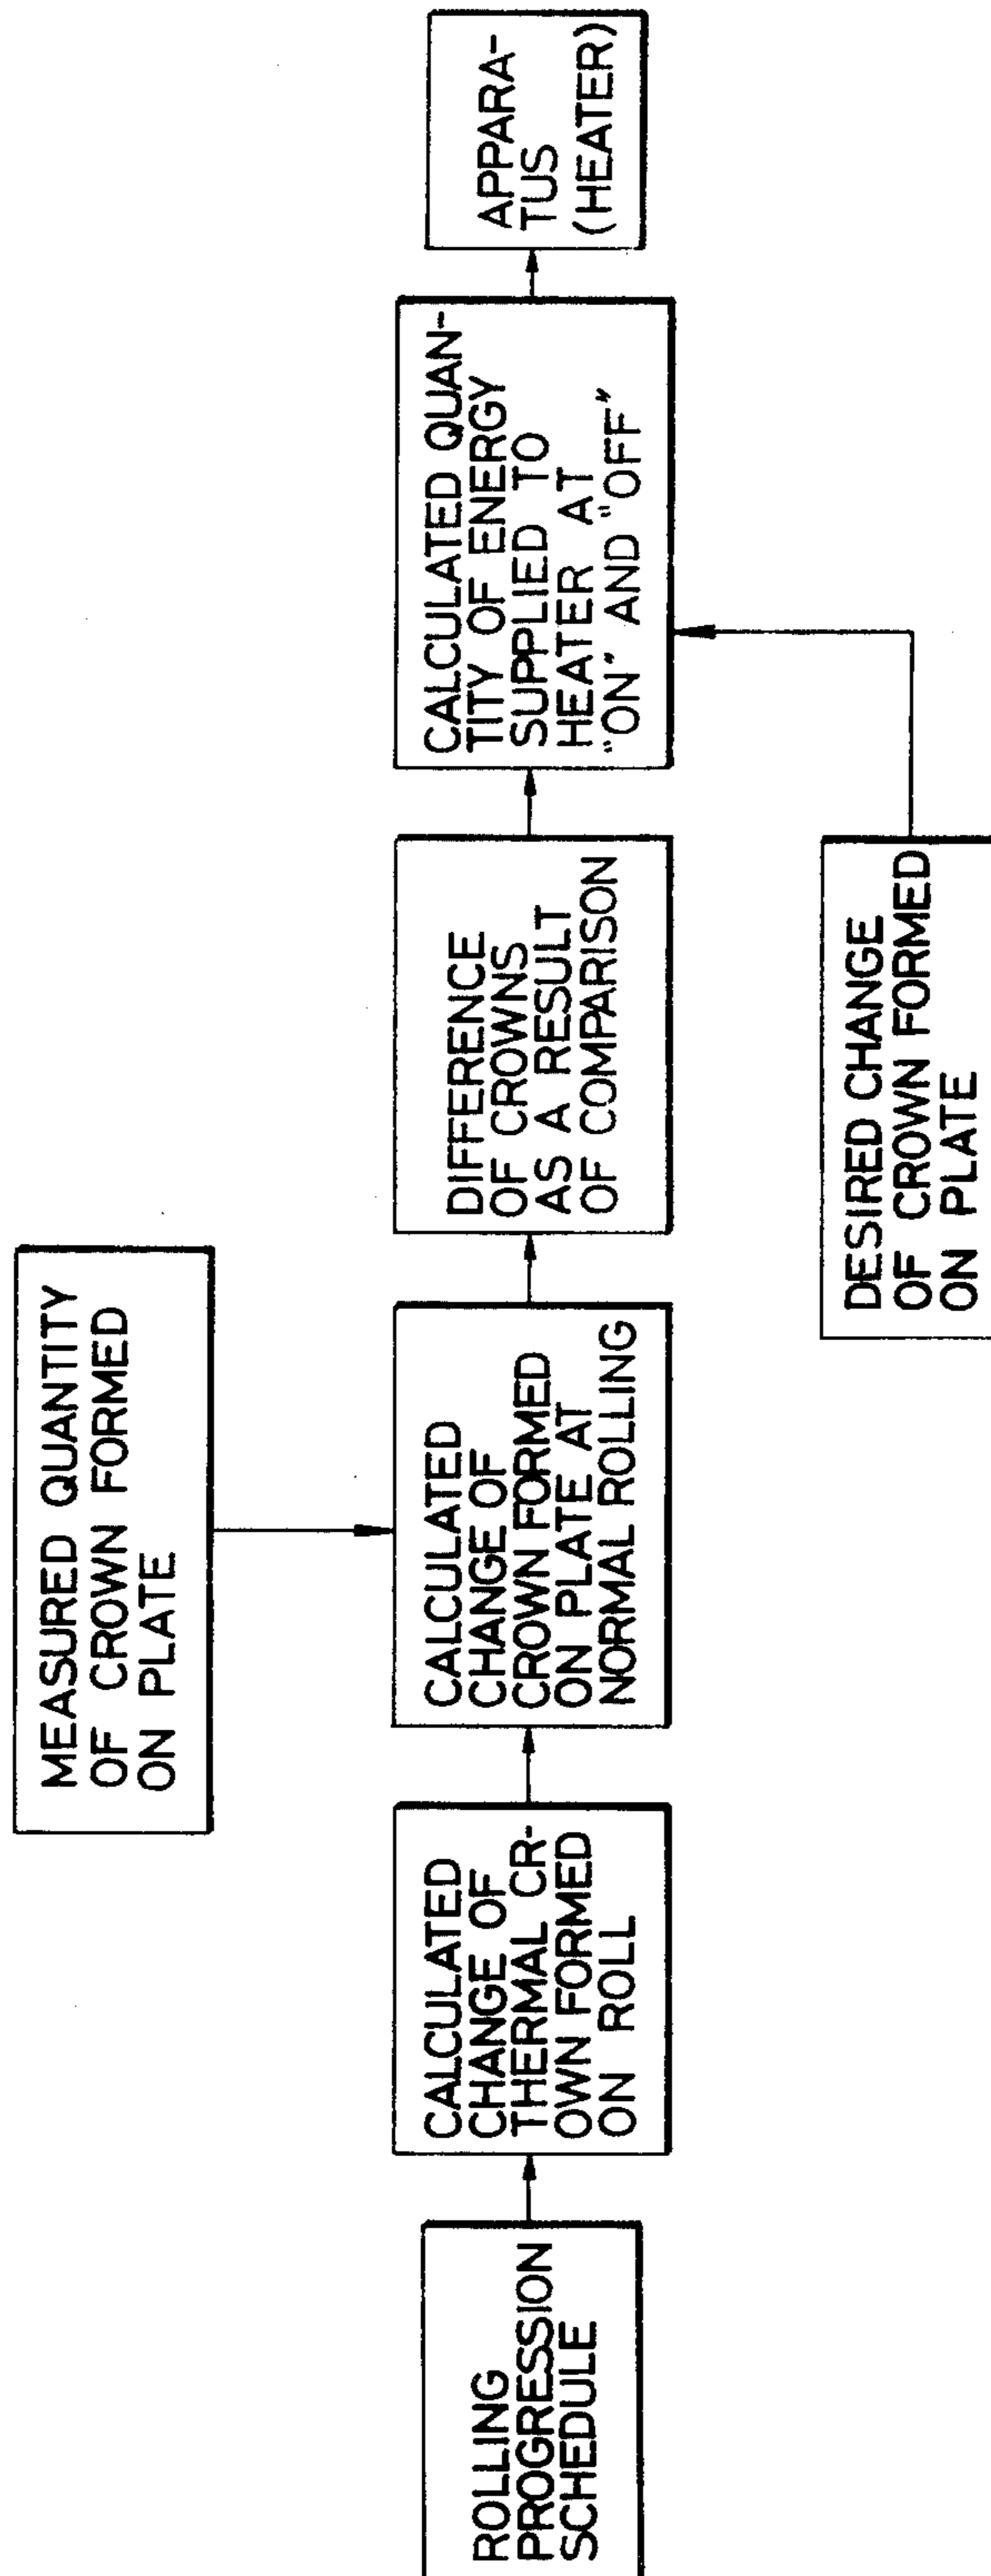 MEASURED QUANTITY
OF CROWN FORMED
ON PLATE
ROLLING
PROGRESSION
SCHEDULE
CALCULATED
CHANGE OF
THERMAL CR-
OWN FORMED
ON ROLL
CALCULATED
CHANGE OF
CROWN FORMED
ON PLATE AT
NORMAL ROLLING
DIFFERENCE
OF CROWNS
AS A RESULT
OF COMPARISON
CALCULATED QUAN-
TITY OF ENERGY
SUPPLIED TO
HEATER AT
"ON" AND "OFF"
APPARA-
TUS
(HEATER)
DESIRED CHANGE
OF CROWN FORMED
ON PLATE